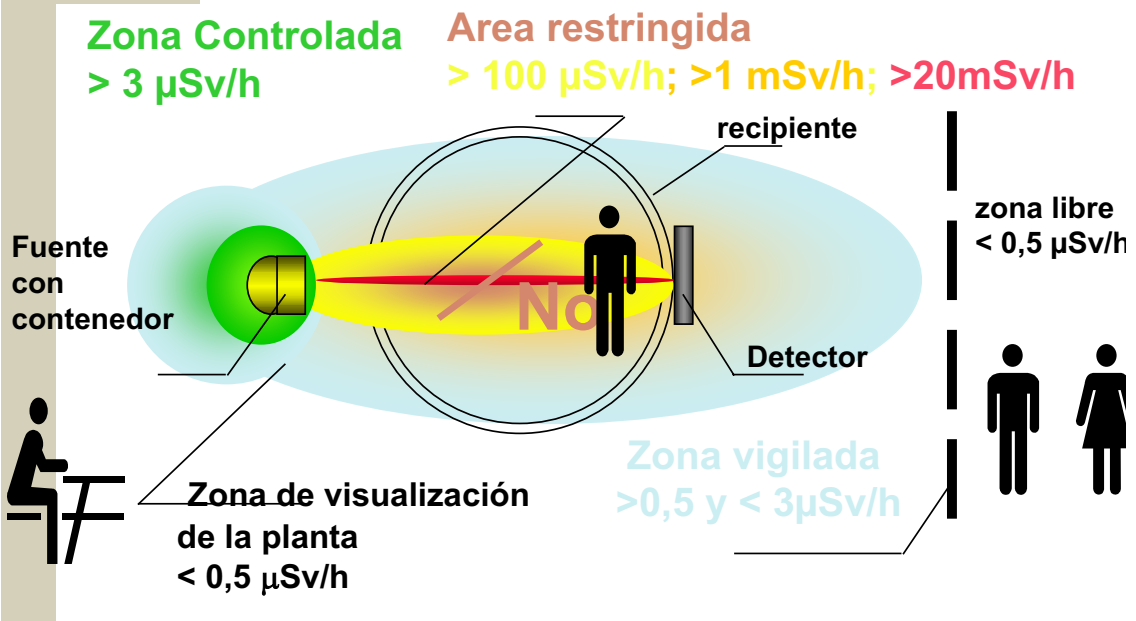 Zona Controlada
> 3 µSv/h
Area restringida
> 100 µSv/h; >1 mSv/h; >20mSv/h
recipiente
zona libre
< 0,5 µSv/h
Fuente
con
contenedor
No
Detector
Zona vigilada
>0,5 y < 3µSv/h
Zona de visualización
de la planta
< 0,5 µSv/h